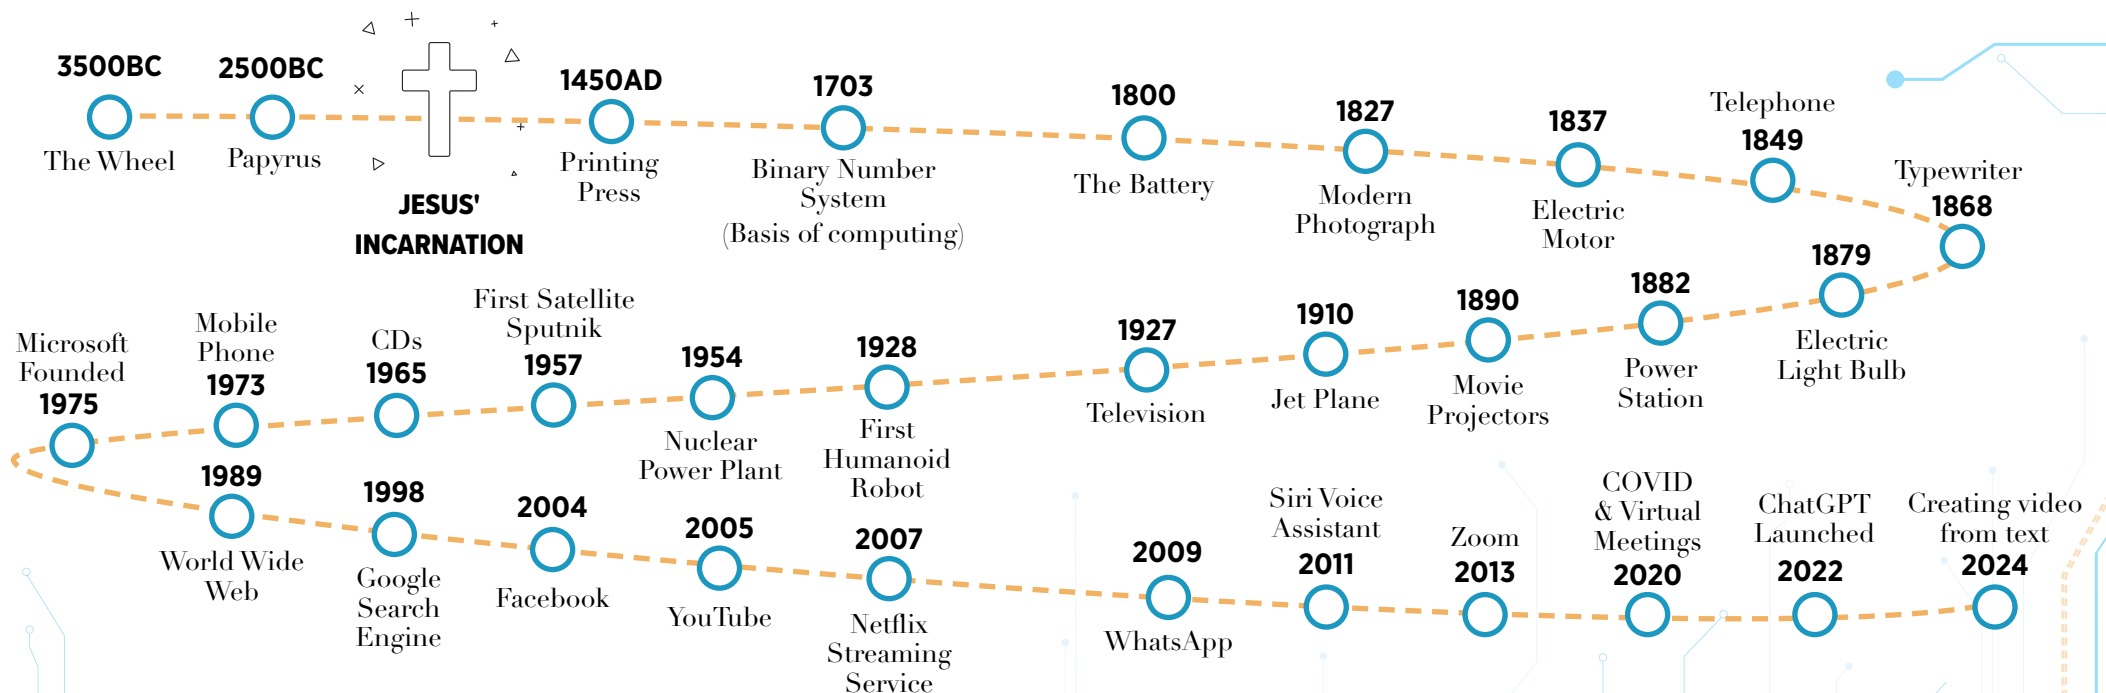 3500BC
The Wheel
2500BC
Papyrus
JESUS'
INCARNATION
1450AD
Printing
Press
1703
Binary Number
System
(Basis of computing)
1800
The Battery
1827
Modern
Photograph
1837
Electric
Motor
Telephone
1849
Typewriter
1868
1879
Electric
Light Bulb
1882
Power
Station
1890
Movie
Projectors
1910
Jet Plane
1927
Television
1928
First
Humanoid
Robot
1954
Nuclear
Power Plant
First Satellite
Sputnik
1957
CDs
1965
Mobile
Phone
1973
Microsoft
Founded
1975
1989
World Wide
Web
1998
Google
Search
Engine
2004
Facebook
2005
YouTube
2007
Netflix
Streaming
Service
2009
WhatsApp
Siri Voice
Assistant
2011
Zoom
2013
COVID
& Virtual
Meetings
2020
ChatGPT
Launched
2022
Creating video
from text
2024